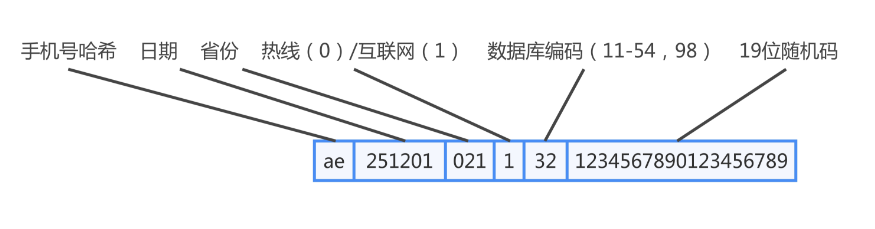 手机号哈希 日期 省份 热线（0）/互联网（1） 数据库编码（11-54，98） 19位随机码
ae 251201 021 1 32 1234567890123456789